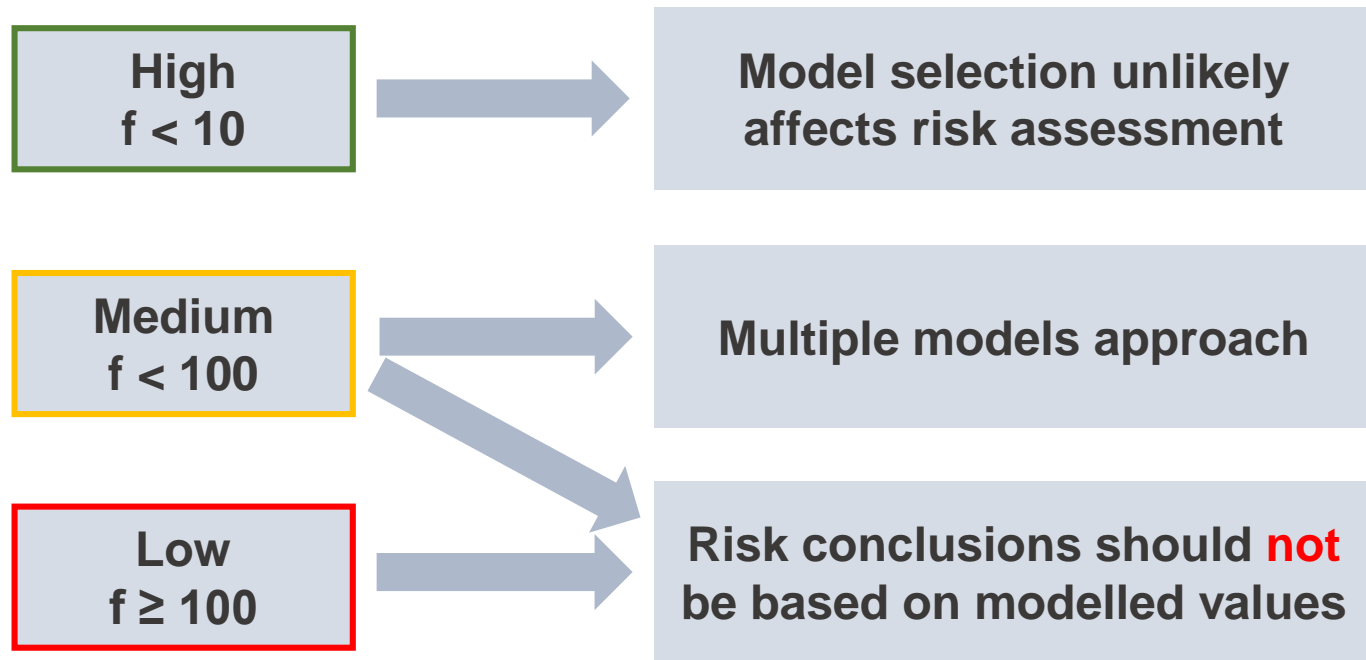 High
f < 10
Model selection unlikely
affects risk assessment
Medium
f < 100
Multiple models approach
Low
f ≥ 100
Risk conclusions should not
be based on modelled values